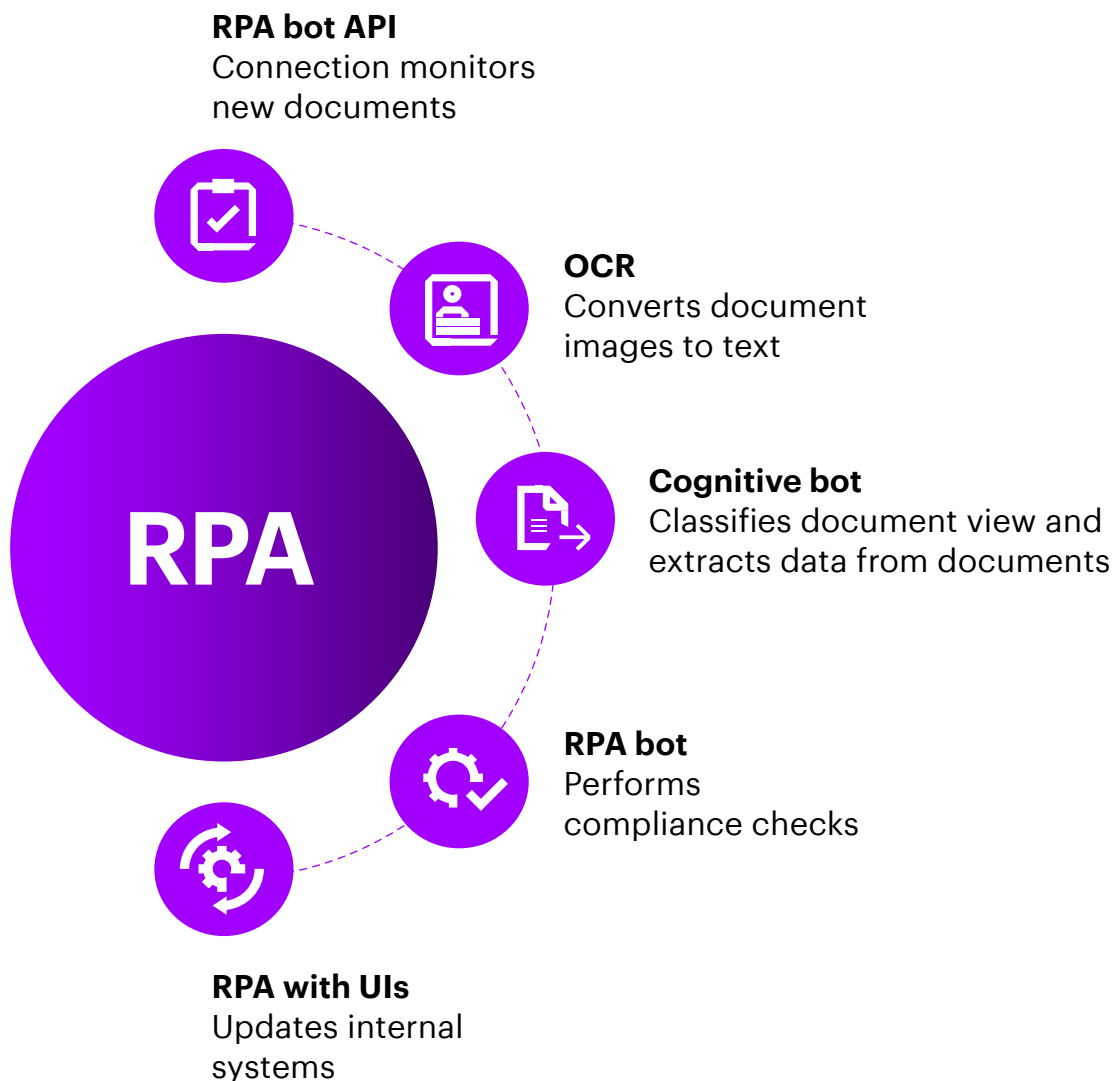 RPA bot API
Connection monitors
new documents
OCR
Converts document
images to text
RPA
Cognitive bot
Classifies document view and
extracts data from documents
RPA bot
Performs
compliance checks
RPA with UIs
Updates internal
systems